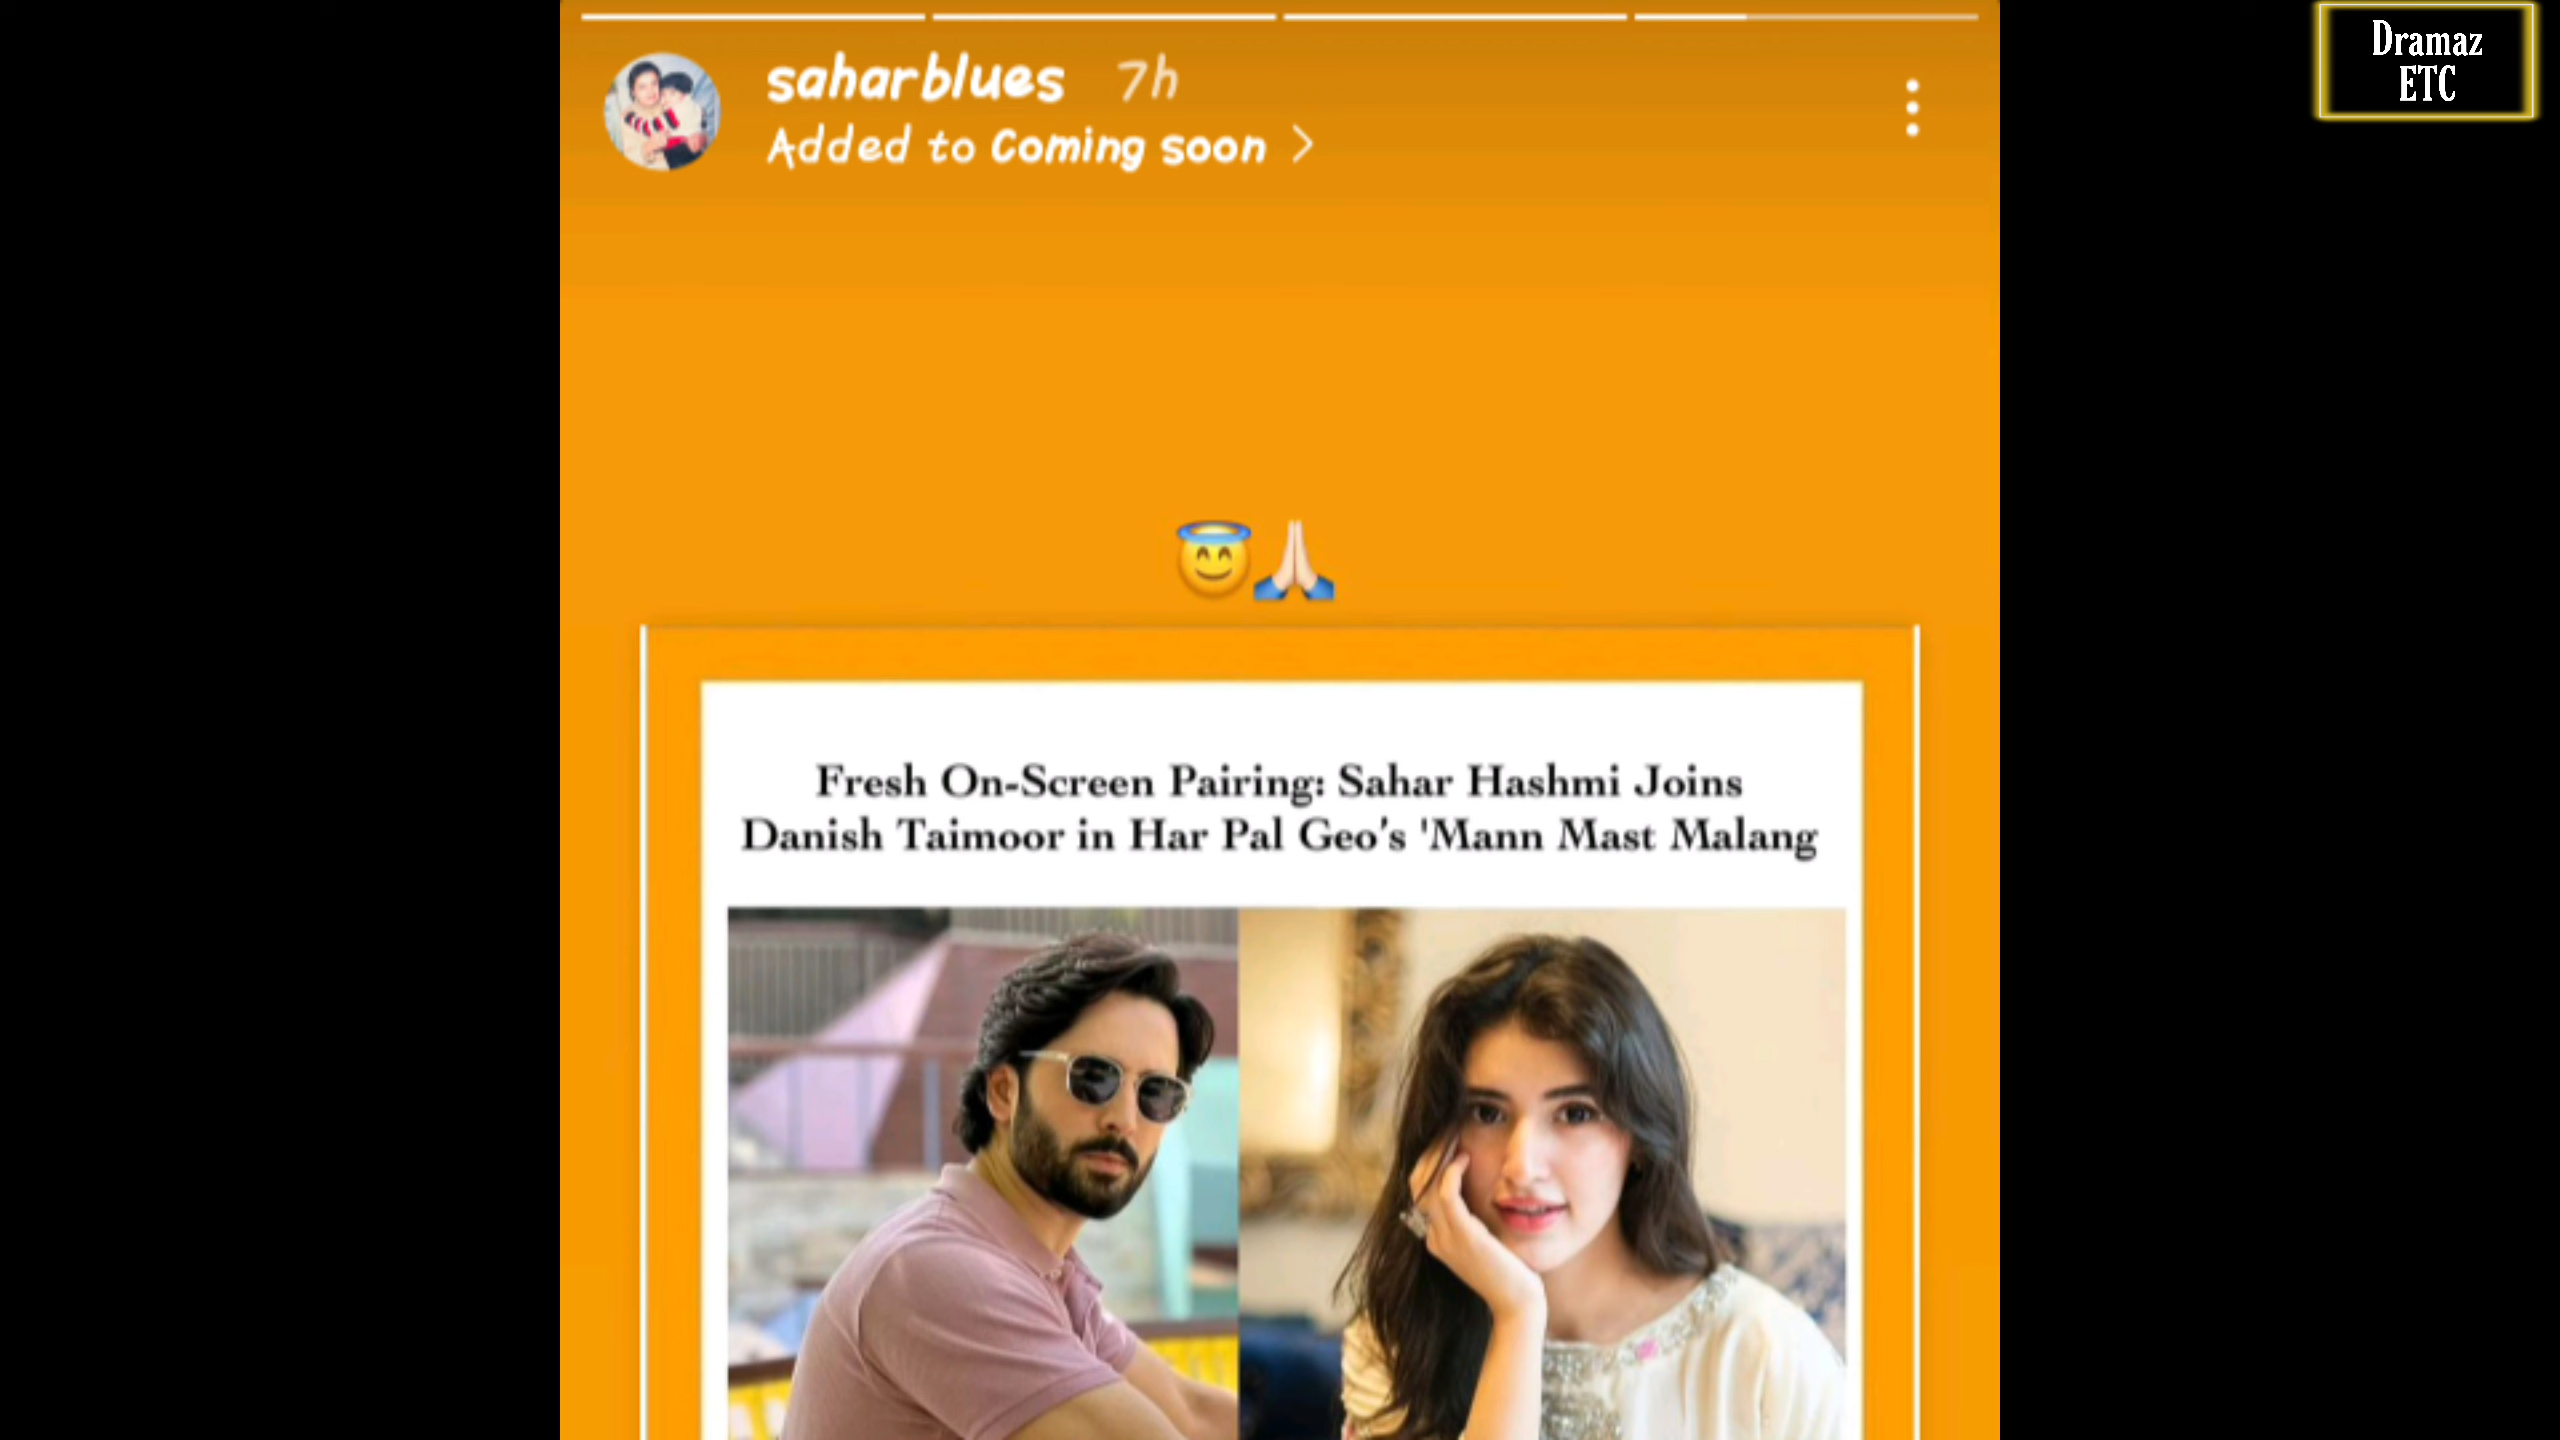 saharblues 7h
Added to Coming soon >
Dramaz
ETC
😇🙏🏻
Fresh On-Screen Pairing: Sahar Hashmi Joins
Danish Taimoor in Har Pal Geo's 'Mann Mast Malang